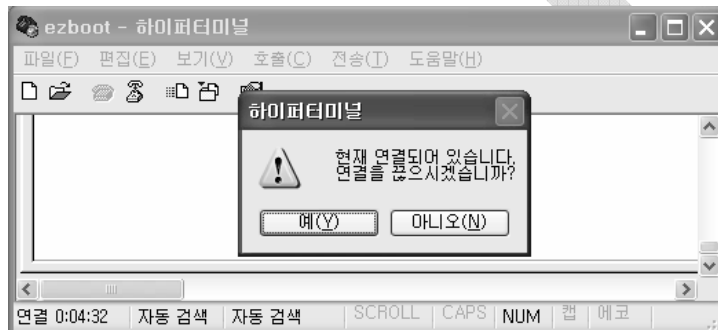 ezboot - 하이퍼터미널
파일(F) 편집(E) 보기(V) 호출(C) 전송(T) 도움말(H)
하이퍼터미널
현재 연결되어 있습니다.
연결을 끊으시겠습니까?
예(Y) 아니오(N)
연결 0:04:32 자동 검색 자동 검색 SCROLL CAPS NUM 캡 에코